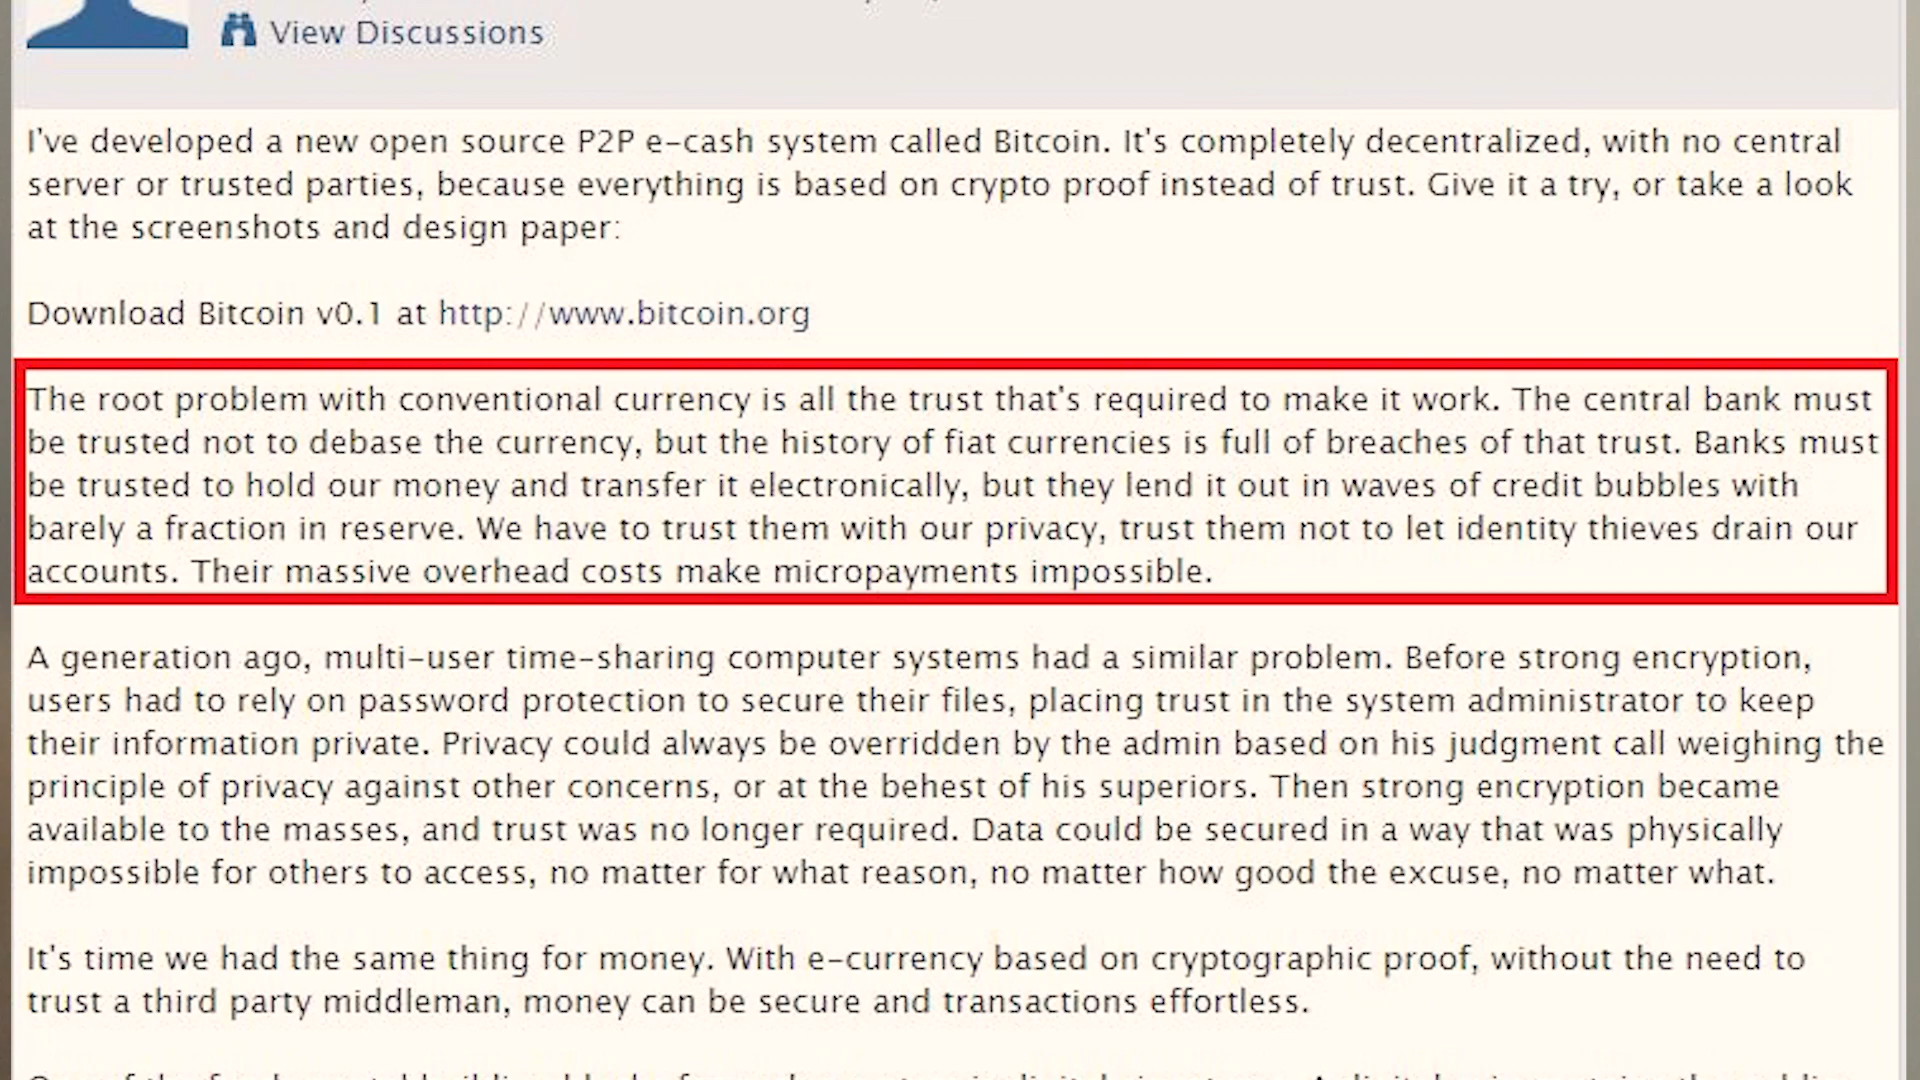 View Discussions
I've developed a new open source P2P e-cash system called Bitcoin. It's completely decentralized, with no central
server or trusted parties, because everything is based on crypto proof instead of trust. Give it a try, or take a look
at the screenshots and design paper:
Download Bitcoin v0.1 at http://www.bitcoin.org
The root problem with conventional currency is all the trust that's required to make it work. The central bank must
be trusted not to debase the currency, but the history of fiat currencies is full of breaches of that trust. Banks must
be trusted to hold our money and transfer it electronically, but they lend it out in waves of credit bubbles with
barely a fraction in reserve. We have to trust them with our privacy, trust them not to let identity thieves drain our
accounts. Their massive overhead costs make micropayments impossible.
A generation ago, multi-user time-sharing computer systems had a similar problem. Before strong encryption,
users had to rely on password protection to secure their files, placing trust in the system administrator to keep
their information private. Privacy could always be overridden by the admin based on his judgment call weighing the
principle of privacy against other concerns, or at the behest of his superiors. Then strong encryption became
available to the masses, and trust was no longer required. Data could be secured in a way that was physically
impossible for others to access, no matter for what reason, no matter how good the excuse, no matter what.
It's time we had the same thing for money. With e-currency based on cryptographic proof, without the need to
trust a third party middleman, money can be secure and transactions effortless.